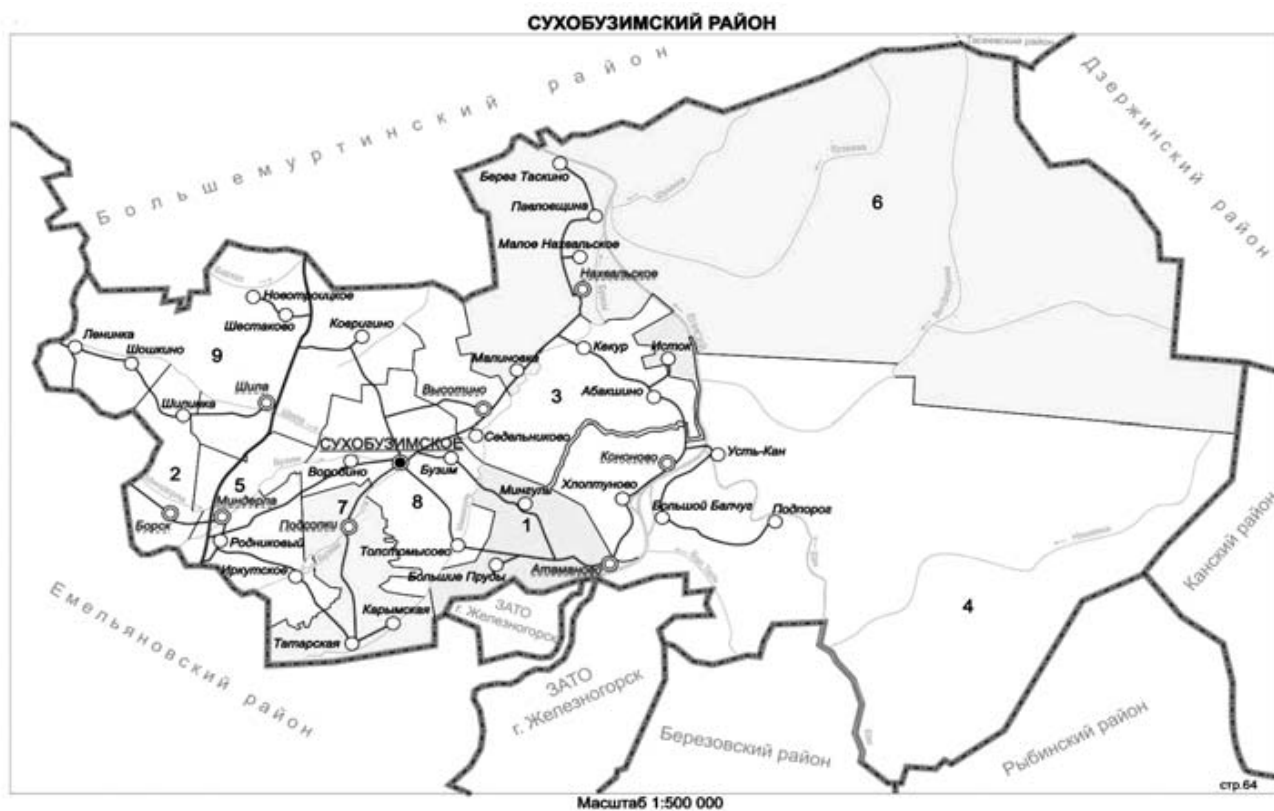 СУХОБУЗИМСКИЙ РАЙОН
Тасеевский район
Большемуртинский район
Дзержинский район
Берег Таскино
Павловщина
6
Малое Нахвальское
Нахвальское
Новотроицкое
Шестаково
Ковригино
Ленинка
Шошкино
9
Кекур
Исток
Малиновка
Шила
Высотино
3
Абакшино
Шилинка
СУХОБУЗИМСКОЕ
Седельниково
Воробино
Бузим
Кононово
Усть-Кан
2
5
Миндерла
7
8
Мингуль
Хлоптуново
Большой Балчуг
Подпорог
Борск
Подсопки
1
Родниковый
Толстомысово
Атаманово
Иркутское
Большие Пруды
Канский район
4
Карымская
ЗАТО
г. Железногорск
Татарская
Емельяновский район
ЗАТО
г. Железногорск
Березовский район
Рыбинский район
стр.64
Масштаб 1:500 000